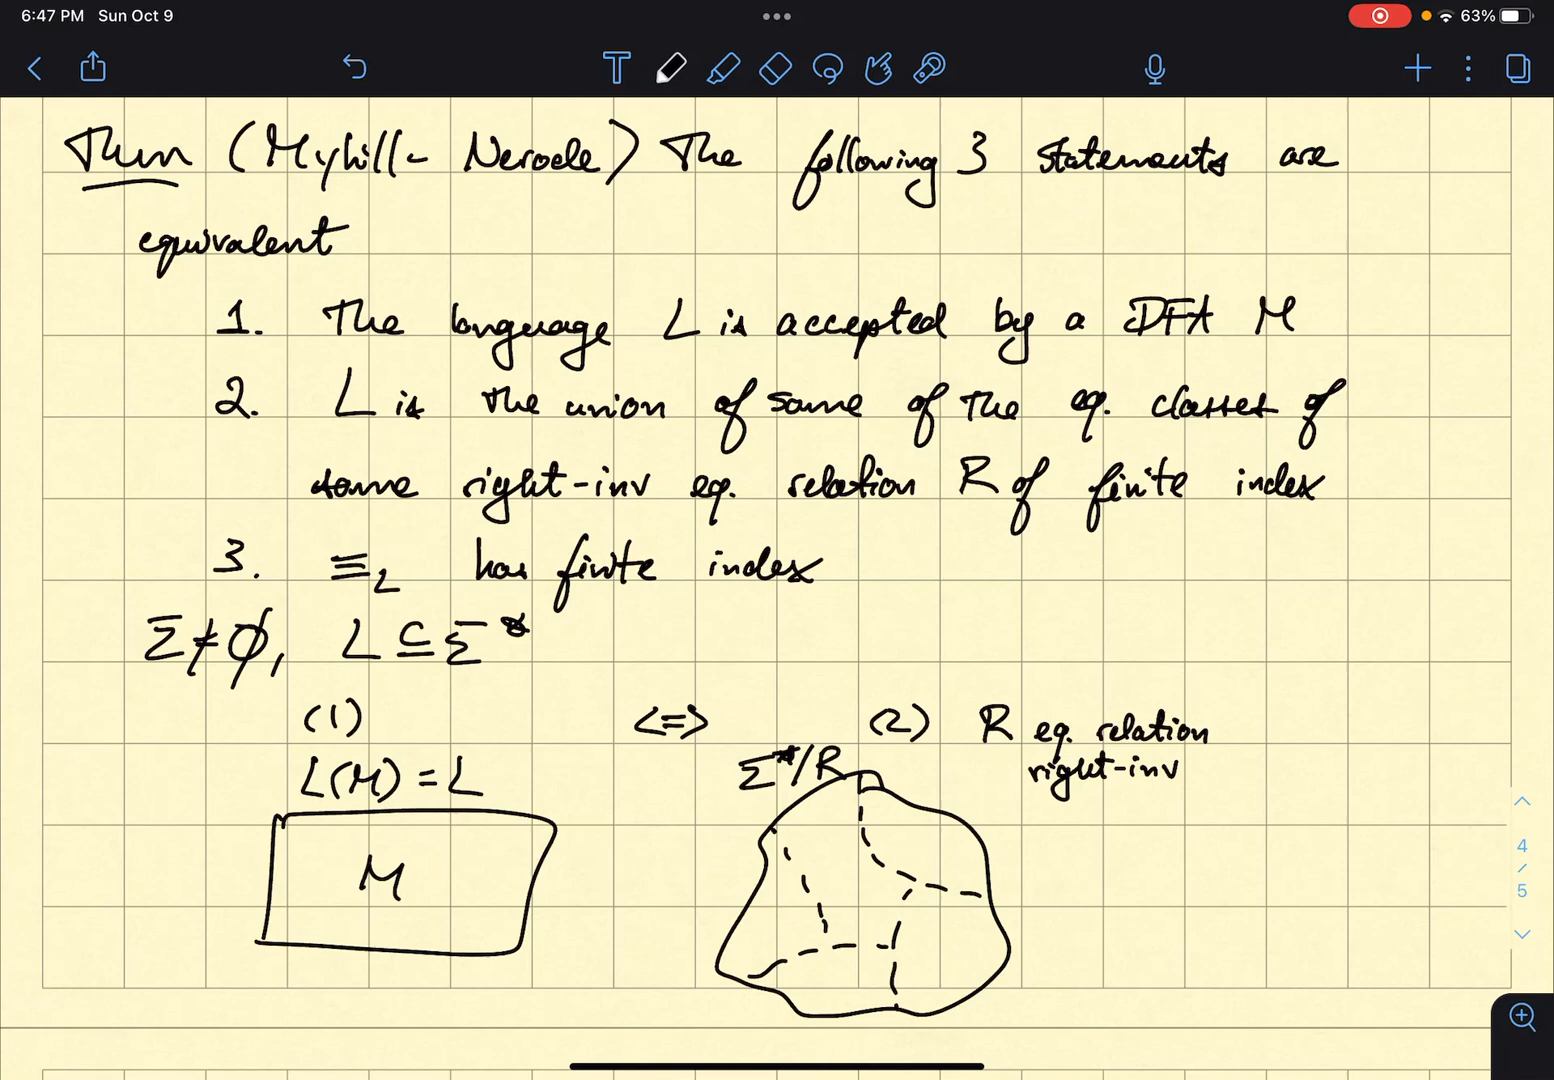 6:47 PM Sun Oct 9
63%
Thm (Myhill- Nerode) The following 3 statements are
equivalent
1. The language L is accepted by a DFA M
2. L is the union of some of the eq. classes of
some right-inv eq. relation R of finite index
3. ≡_L has finite index
Σ≠∅, L ⊆ Σ*
(1) <=> (2) R eq. relation
right-inv
L(M) = L
Σ*/R
M
4
/
5